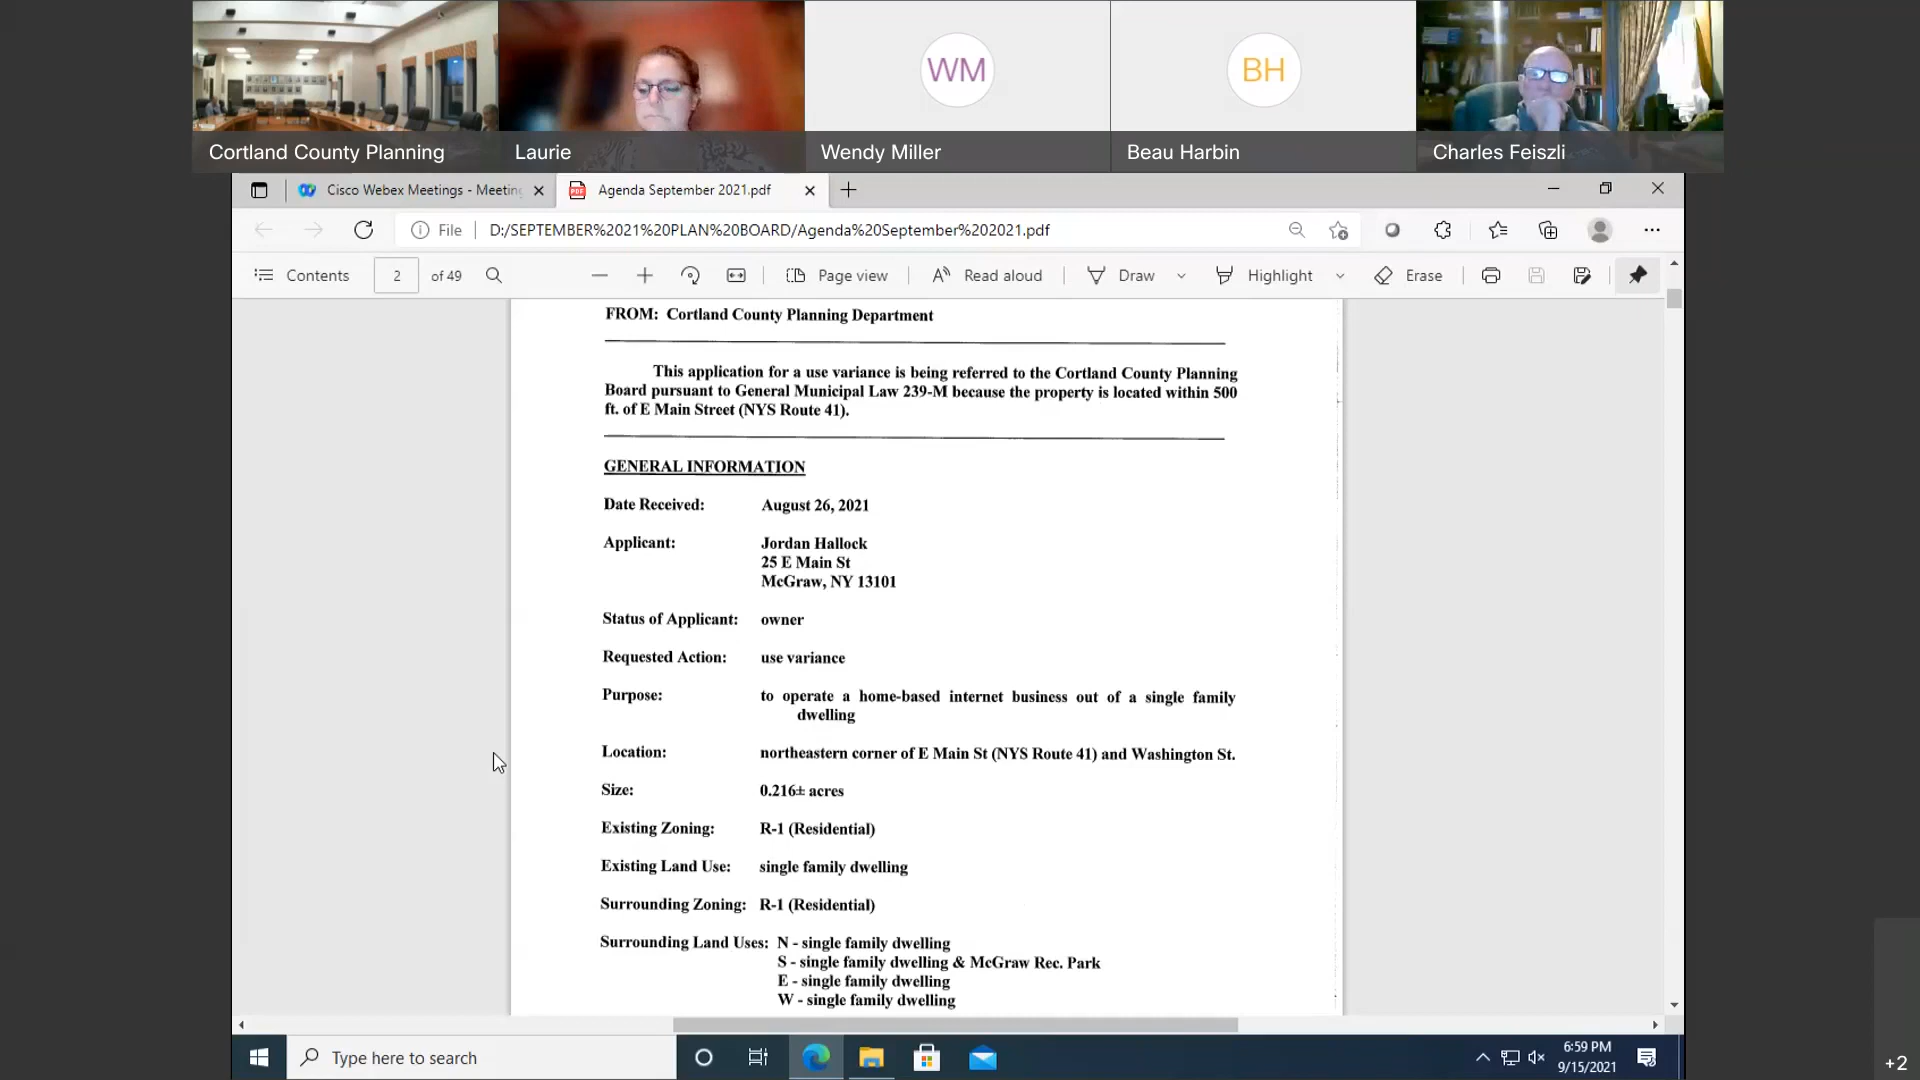 WM
BH
Cortland County Planning
Laurie
Wendy Miller
Beau Harbin
Charles Feiszli
Cisco Webex Meetings - Meeting
Agenda September 2021.pdf
File
D:/SEPTEMBER%2021%20PLAN%20BOARD/Agenda%20September%202021.pdf
Contents
2
of 49
Page view
Read aloud
Draw
Highlight
Erase
FROM: Cortland County Planning Department
This application for a use variance is being referred to the Cortland County Planning
Board pursuant to General Municipal Law 239-M because the property is located within 500
ft. of E Main Street (NYS Route 41).
GENERAL INFORMATION
Date Received: August 26, 2021
Applicant: Jordan Hallock
25 E Main St
McGraw, NY 13101
Status of Applicant: owner
Requested Action: use variance
Purpose: to operate a home-based internet business out of a single family
dwelling
Location: northeastern corner of E Main St (NYS Route 41) and Washington St.
Size: 0.216± acres
Existing Zoning: R-1 (Residential)
Existing Land Use: single family dwelling
Surrounding Zoning: R-1 (Residential)
Surrounding Land Uses: N - single family dwelling
S - single family dwelling & McGraw Rec. Park
E - single family dwelling
W - single family dwelling
Type here to search
6:59 PM
9/15/2021
+2